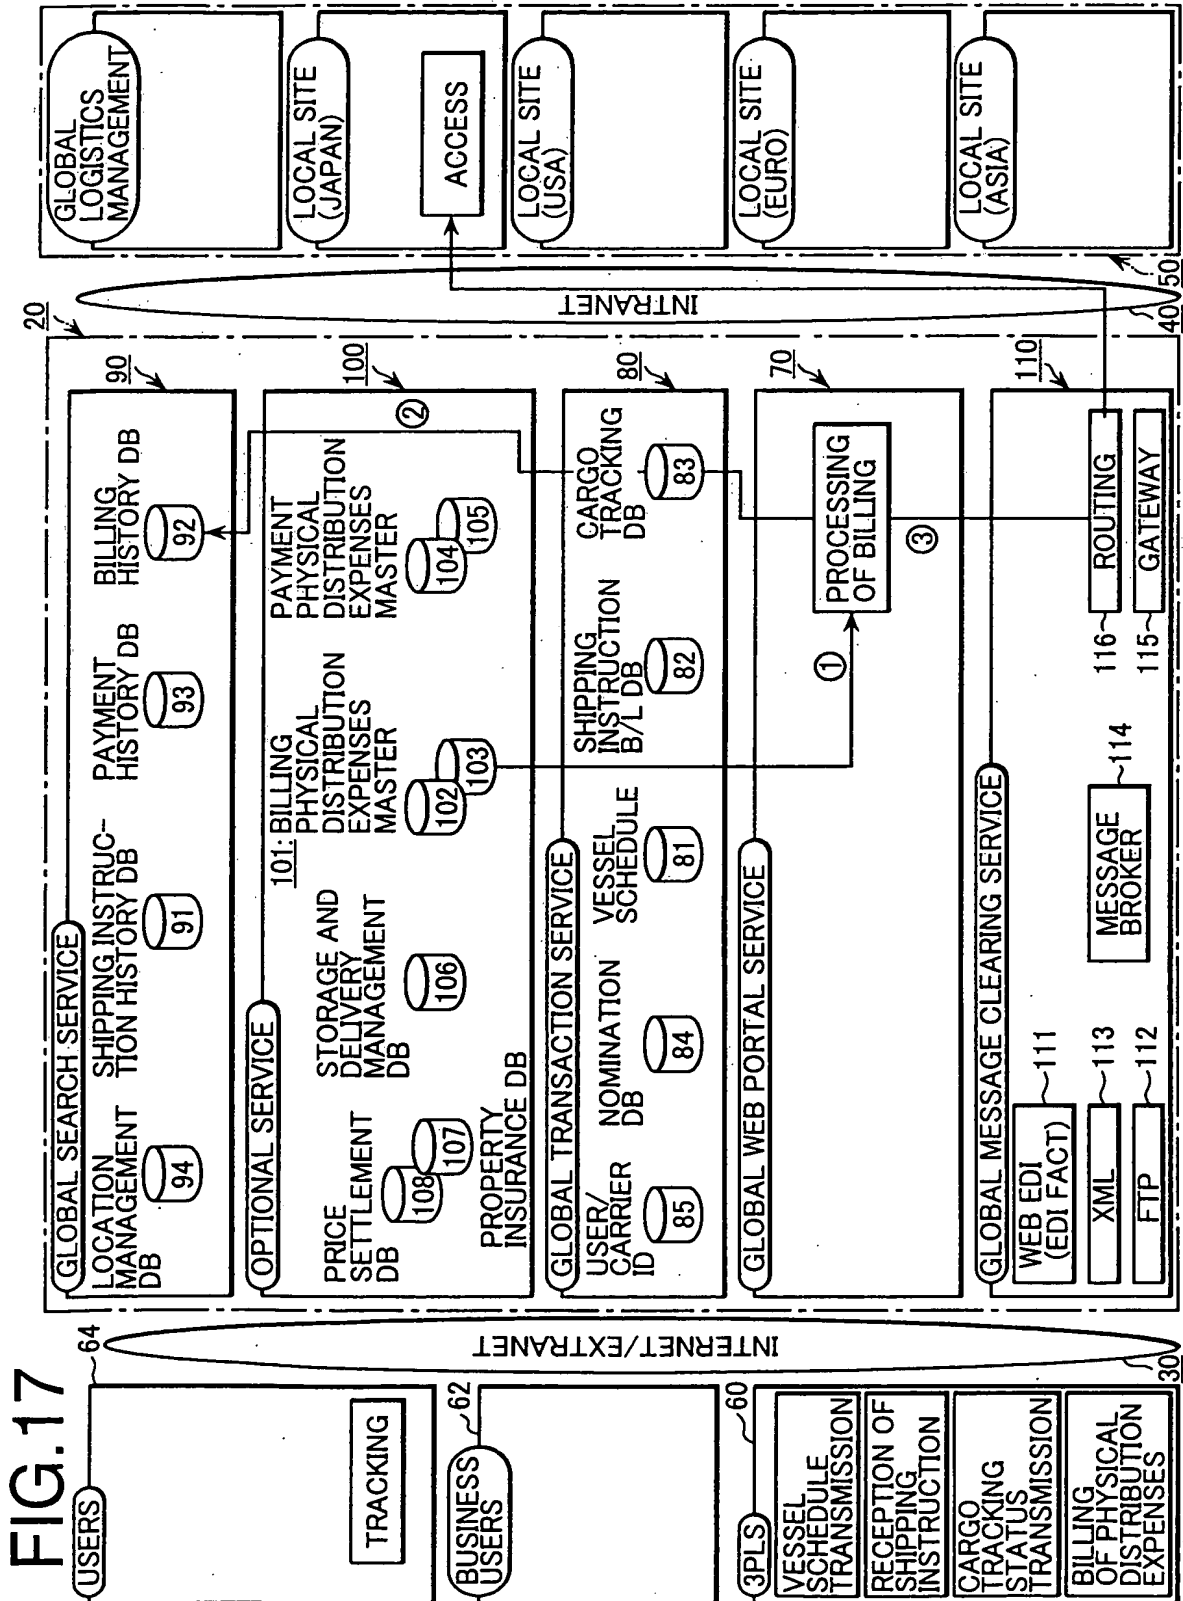 FIG.17
USERS
64
TRACKING
BUSINESS
USERS
62
3PLS
60
VESSEL
SCHEDULE
TRANSMISSION
RECEPTION OF
SHIPPING
INSTRUCTION
CARGO
TRACKING
STATUS
TRANSMISSION
BILLING
OF PHYSICAL
DISTRIBUTION
EXPENSES
INTERNET/EXTRANET
30
20
GLOBAL SEARCH SERVICE
90
LOCATION
MANAGEMENT
DB
94
SHIPPING INSTRUC-
TION HISTORY DB
91
PAYMENT
HISTORY DB
93
BILLING
HISTORY DB
92
OPTIONAL SERVICE
100
PRICE
SETTLEMENT
DB
108
107
STORAGE AND
DELIVERY
MANAGEMENT
DB
106
101: BILLING
PHYSICAL
DISTRIBUTION
EXPENSES
MASTER
102
103
PAYMENT
PHYSICAL
DISTRIBUTION
EXPENSES
MASTER
104
105
②
PROPERTY
INSURANCE DB
GLOBAL TRANSACTION SERVICE
80
USER/
CARRIER
ID
85
NOMINATION
DB
84
VESSEL
SCHEDULE
81
SHIPPING
INSTRUCTION
B/L DB
82
CARGO
TRACKING
DB
83
GLOBAL WEB PORTAL SERVICE
70
①
PROCESSING
OF BILLING
③
GLOBAL MESSAGE CLEARING SERVICE
110
WEB EDI
(EDI FACT)
111
XML
113
FTP
112
MESSAGE
BROKER
114
ROUTING
116
GATEWAY
115
INTRANET
40
50
GLOBAL
LOGISTICS
MANAGEMENT
LOCAL SITE
(JAPAN)
ACCESS
LOCAL SITE
(USA)
LOCAL SITE
(EURO)
LOCAL SITE
(ASIA)